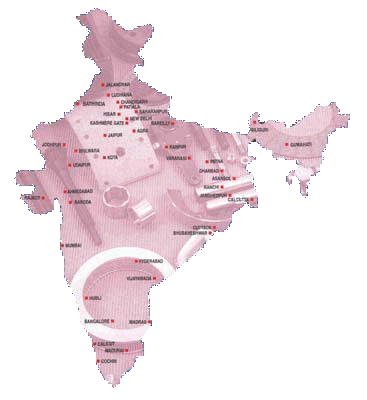 JALANDHAR
LUDHIANA
CHANDIGARH
BATHINDA
PATIALA
SAHARANPUR
HISAR
NEW DELHI
KASHMERE GATE
BAREILLY
AGRA
JAIPUR
SILIGURI
JODHPUR
KANPUR
GUWAHATI
BHILWARA
KOTA
VARANASI
PATNA
UDAIPUR
DHANBAD
ASANSOL
RANCHI
AHMEDABAD
JAMSHEDPUR
RAJKOT
BARODA
CALCUTTA
CUTTACK
BHUBANESHWAR
MUMBAI
HYDERABAD
VIJAYAWADA
HUBLI
BANGALORE
MADRAS
CALICUT
MADURAI
COCHIN